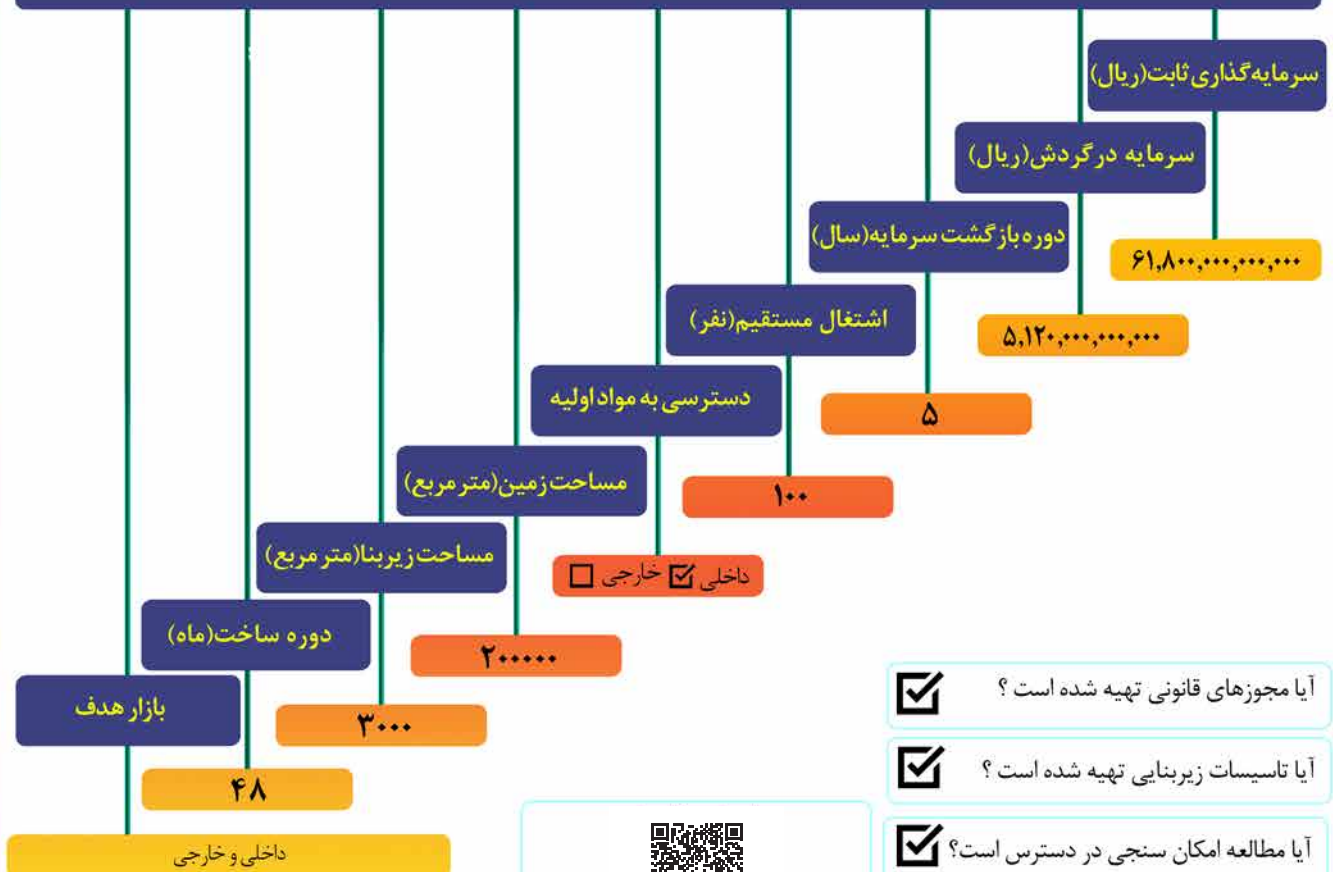 سرمایه‌گذاری ثابت(ریال)
۶۱,۸۰۰,۰۰۰,۰۰۰,۰۰۰
سرمایه در گردش(ریال)
۵,۱۲۰,۰۰۰,۰۰۰,۰۰۰
دوره بازگشت سرمایه(سال)
۵
اشتغال مستقیم(نفر)
۱۰۰
دسترسی به مواد اولیه
داخلی ☑ خارجی ☐
مساحت زمین(متر مربع)
۲۰۰۰۰۰
مساحت زیربنا(متر مربع)
۳۰۰۰
دوره ساخت(ماه)
۴۸
بازار هدف
داخلی و خارجی
آیا مجوزهای قانونی تهیه شده است ؟ ☑
آیا تاسیسات زیربنایی تهیه شده است ؟ ☑
آیا مطالعه امکان سنجی در دسترس است؟ ☑